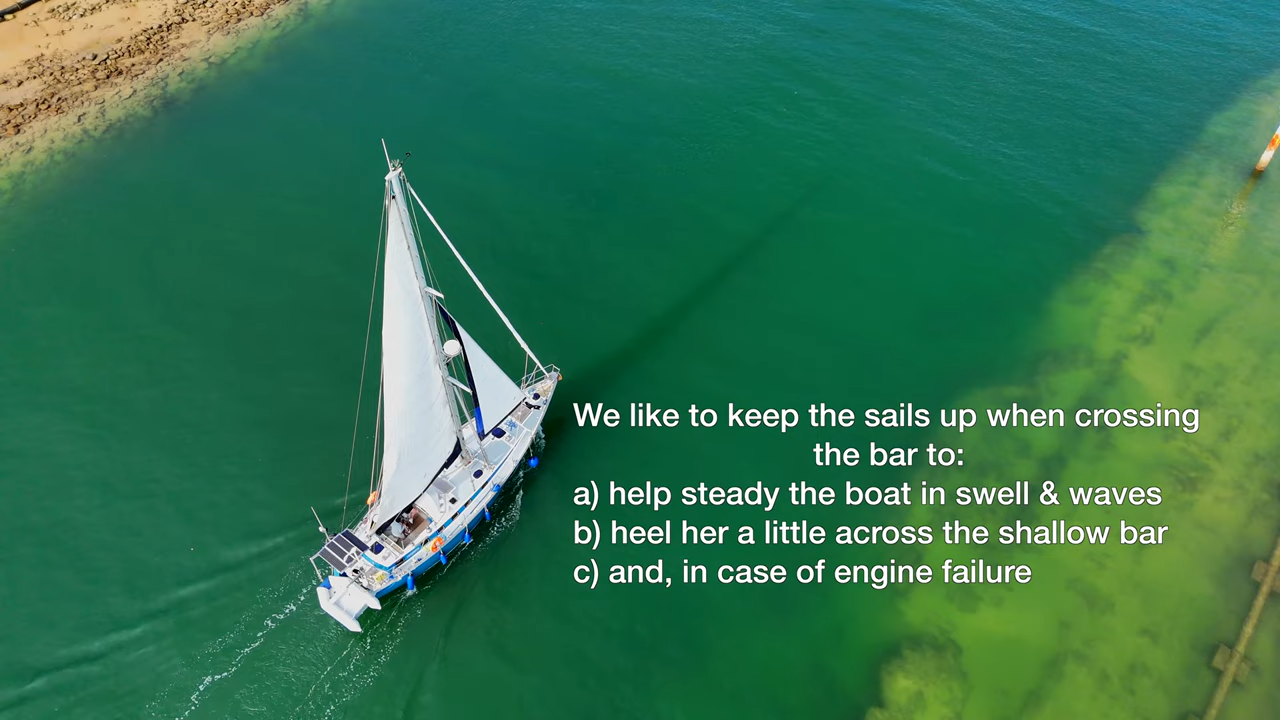 We like to keep the sails up when crossing
the bar to:
a) help steady the boat in swell & waves
b) heel her a little across the shallow bar
c) and, in case of engine failure